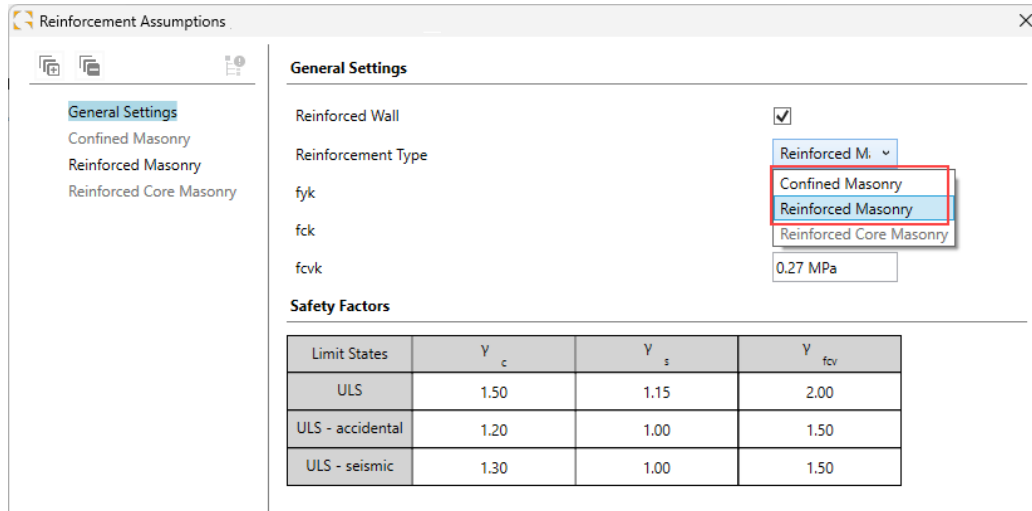 Reinforcement Assumptions
General Settings
Confined Masonry
Reinforced Masonry
Reinforced Core Masonry
General Settings
Reinforced Wall
Reinforcement Type
Reinforced Ma
Confined Masonry
Reinforced Masonry
Reinforced Core Masonry
fyk
fck
fcvk 0.27 MPa
Safety Factors
Limit States γ c γ s γ fcv
ULS 1.50 1.15 2.00
ULS - accidental 1.20 1.00 1.50
ULS - seismic 1.30 1.00 1.50